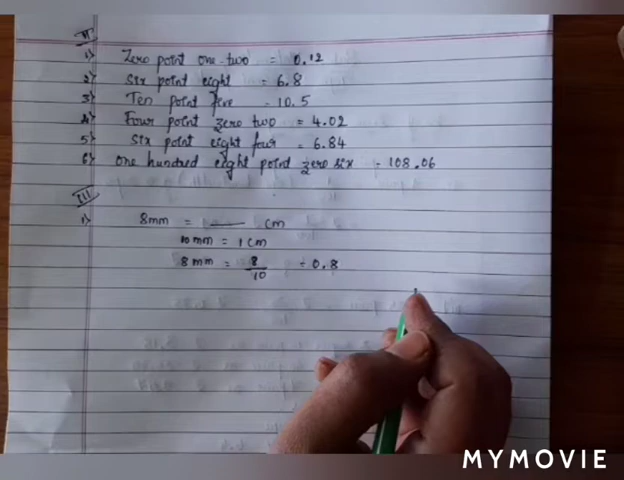 II
1) Zero point one two = 0.12
2) Six point eight = 6.8
3) Ten point five = 10.5
4) Four point zero two = 4.02
5) Six point eight four = 6.84
6) One hundred eight point zero six = 108.06
III
1) 8mm = ___ cm
10 mm = 1 cm
8 mm = 8/10 = 0.8
MYMOVIE